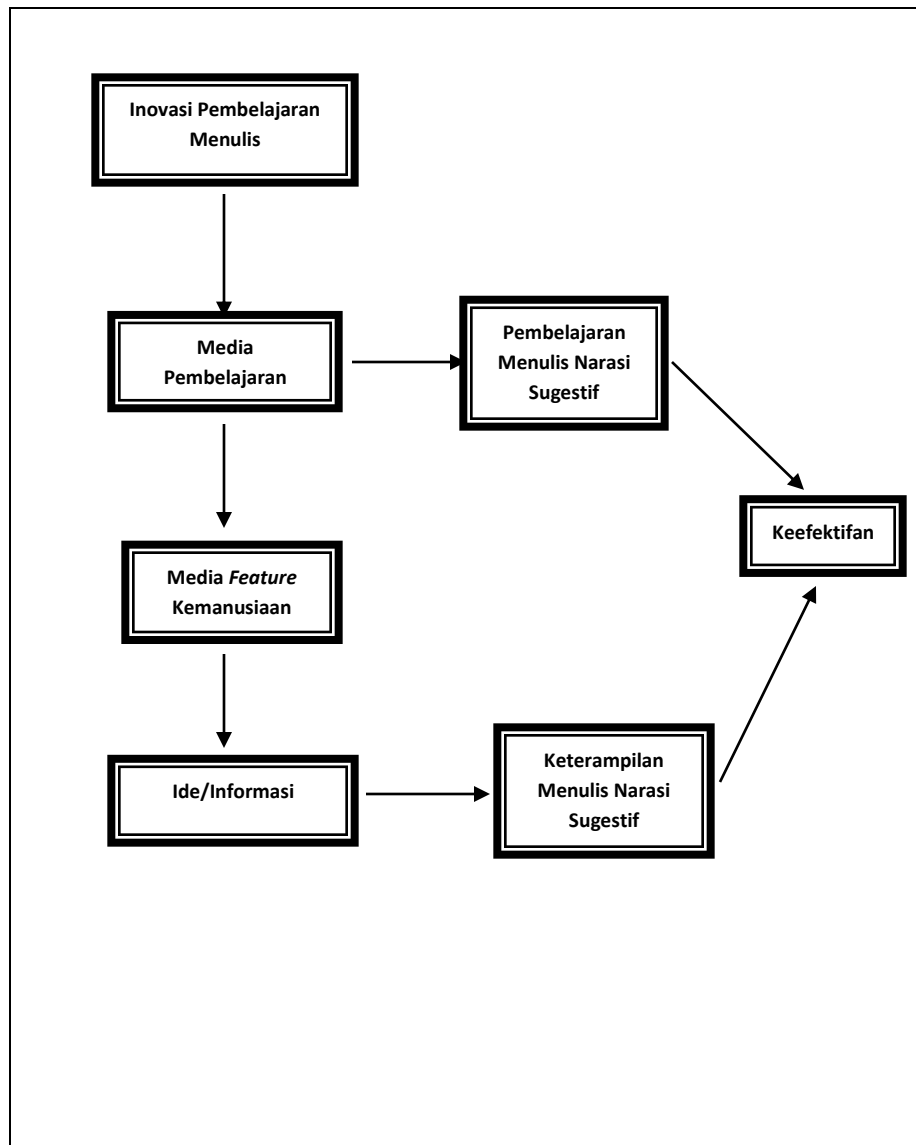 Inovasi Pembelajaran
Menulis
Media
Pembelajaran
Pembelajaran
Menulis Narasi
Sugestif
Keefektifan
Media Feature
Kemanusiaan
Ide/Informasi
Keterampilan
Menulis Narasi
Sugestif